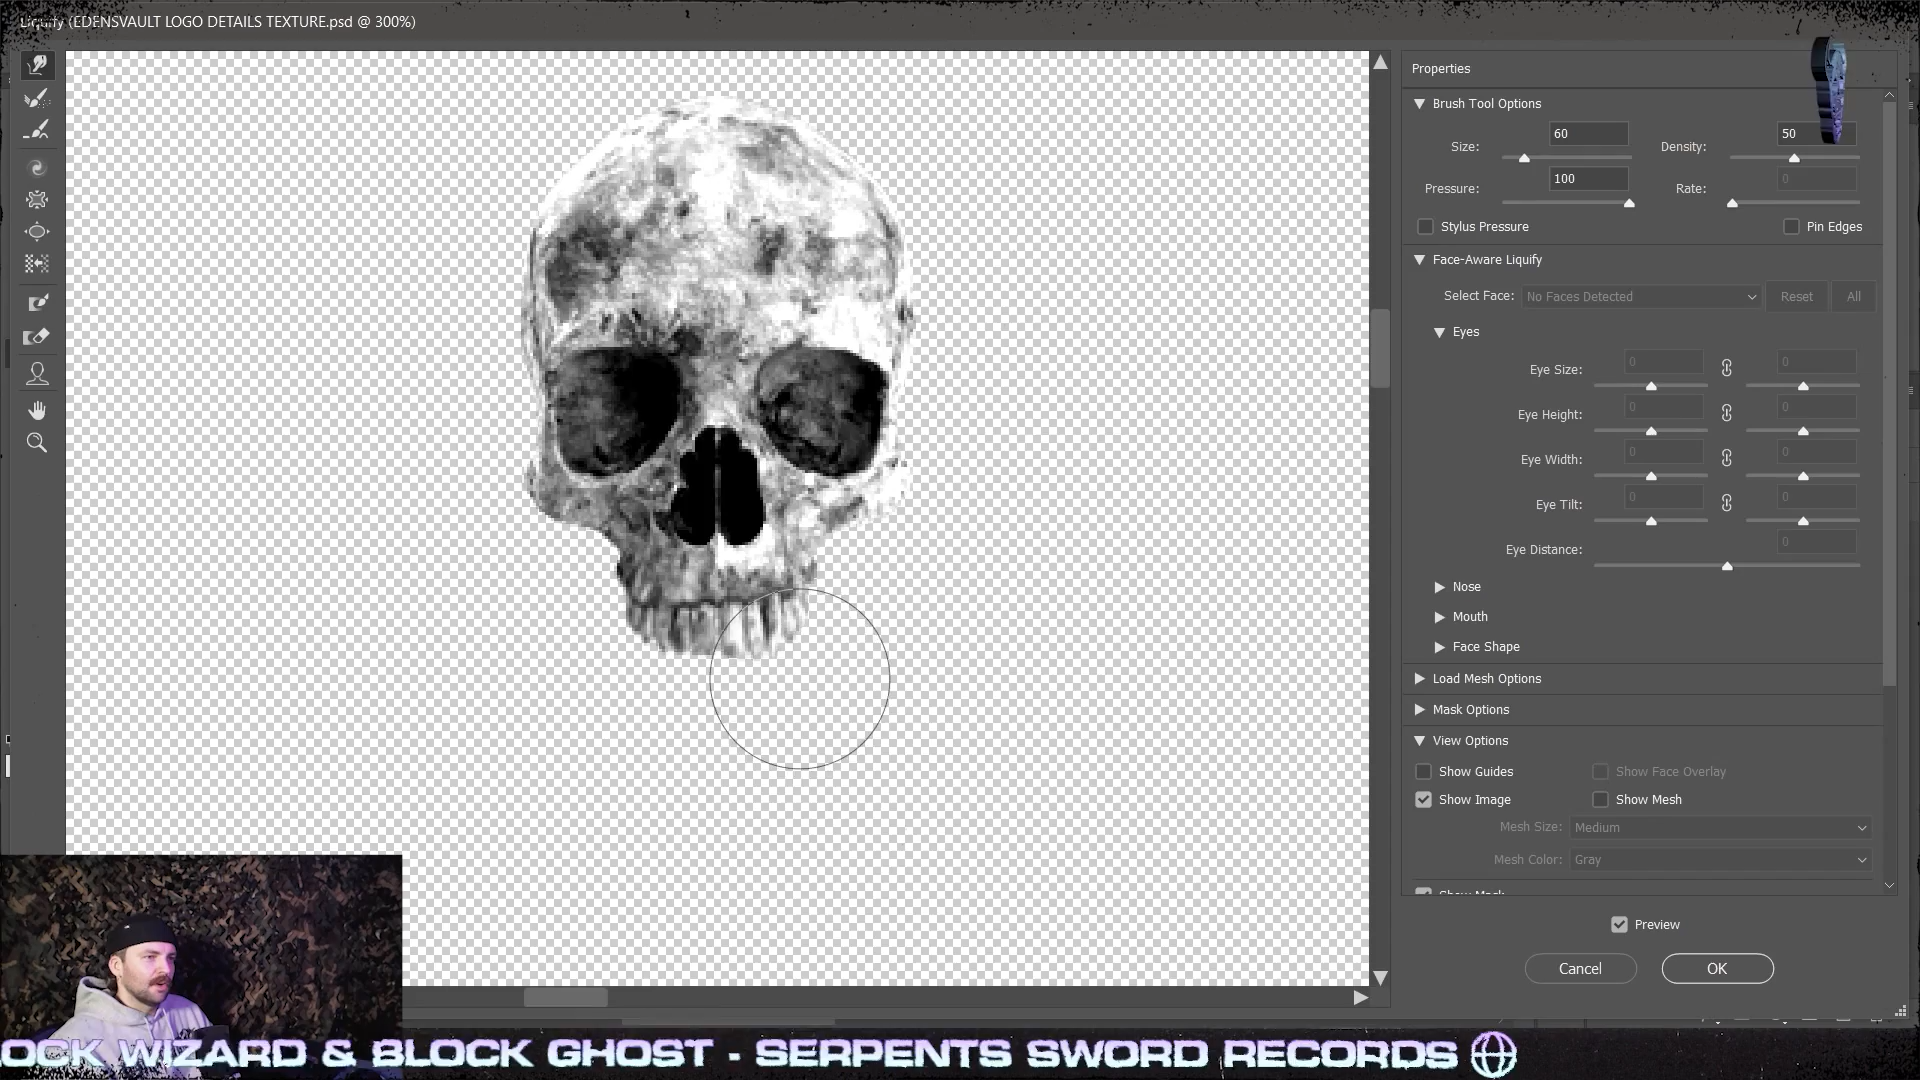 Liquify (EDENSVAULT LOGO DETAILS TEXTURE.psd @ 300%)
Properties
Brush Tool Options
Size: 60 Density: 50
Pressure: 100 Rate: 0
Stylus Pressure Pin Edges
Face-Aware Liquify
Select Face: No Faces Detected Reset All
Eyes
Eye Size: 0 0
Eye Height: 0 0
Eye Width: 0 0
Eye Tilt: 0 0
Eye Distance: 0
Nose
Mouth
Face Shape
Load Mesh Options
Mask Options
View Options
Show Guides Show Face Overlay
Show Image Show Mesh
Mesh Size: Medium
Mesh Color: Gray
Show Mask
Preview
Cancel OK
OCK WIZARD & BLOCK GHOST - SERPENTS SWORD RECORDS